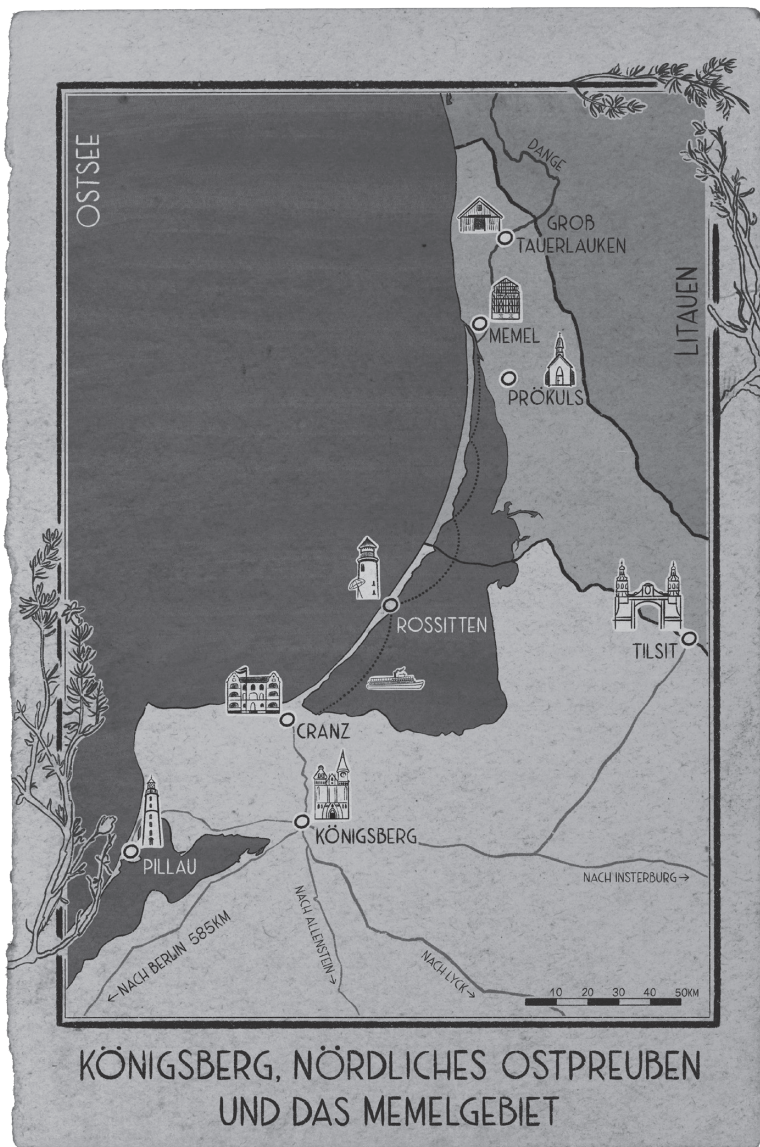 OSTSEE
DANGE
GROß
TAUERLAUKEN
LITAUEN
MEMEL
PRÖKULS
ROSSITTEN
TILSIT
CRANZ
KÖNIGSBERG
PILLAU
NACH INSTERBURG→
←NACH BERLIN 585KM
NACH ALLENSTEIN→
NACH LYCK→
10 20 30 40 50KM
KÖNIGSBERG, NÖRDLICHES OSTPREUßEN
UND DAS MEMELGEBIET